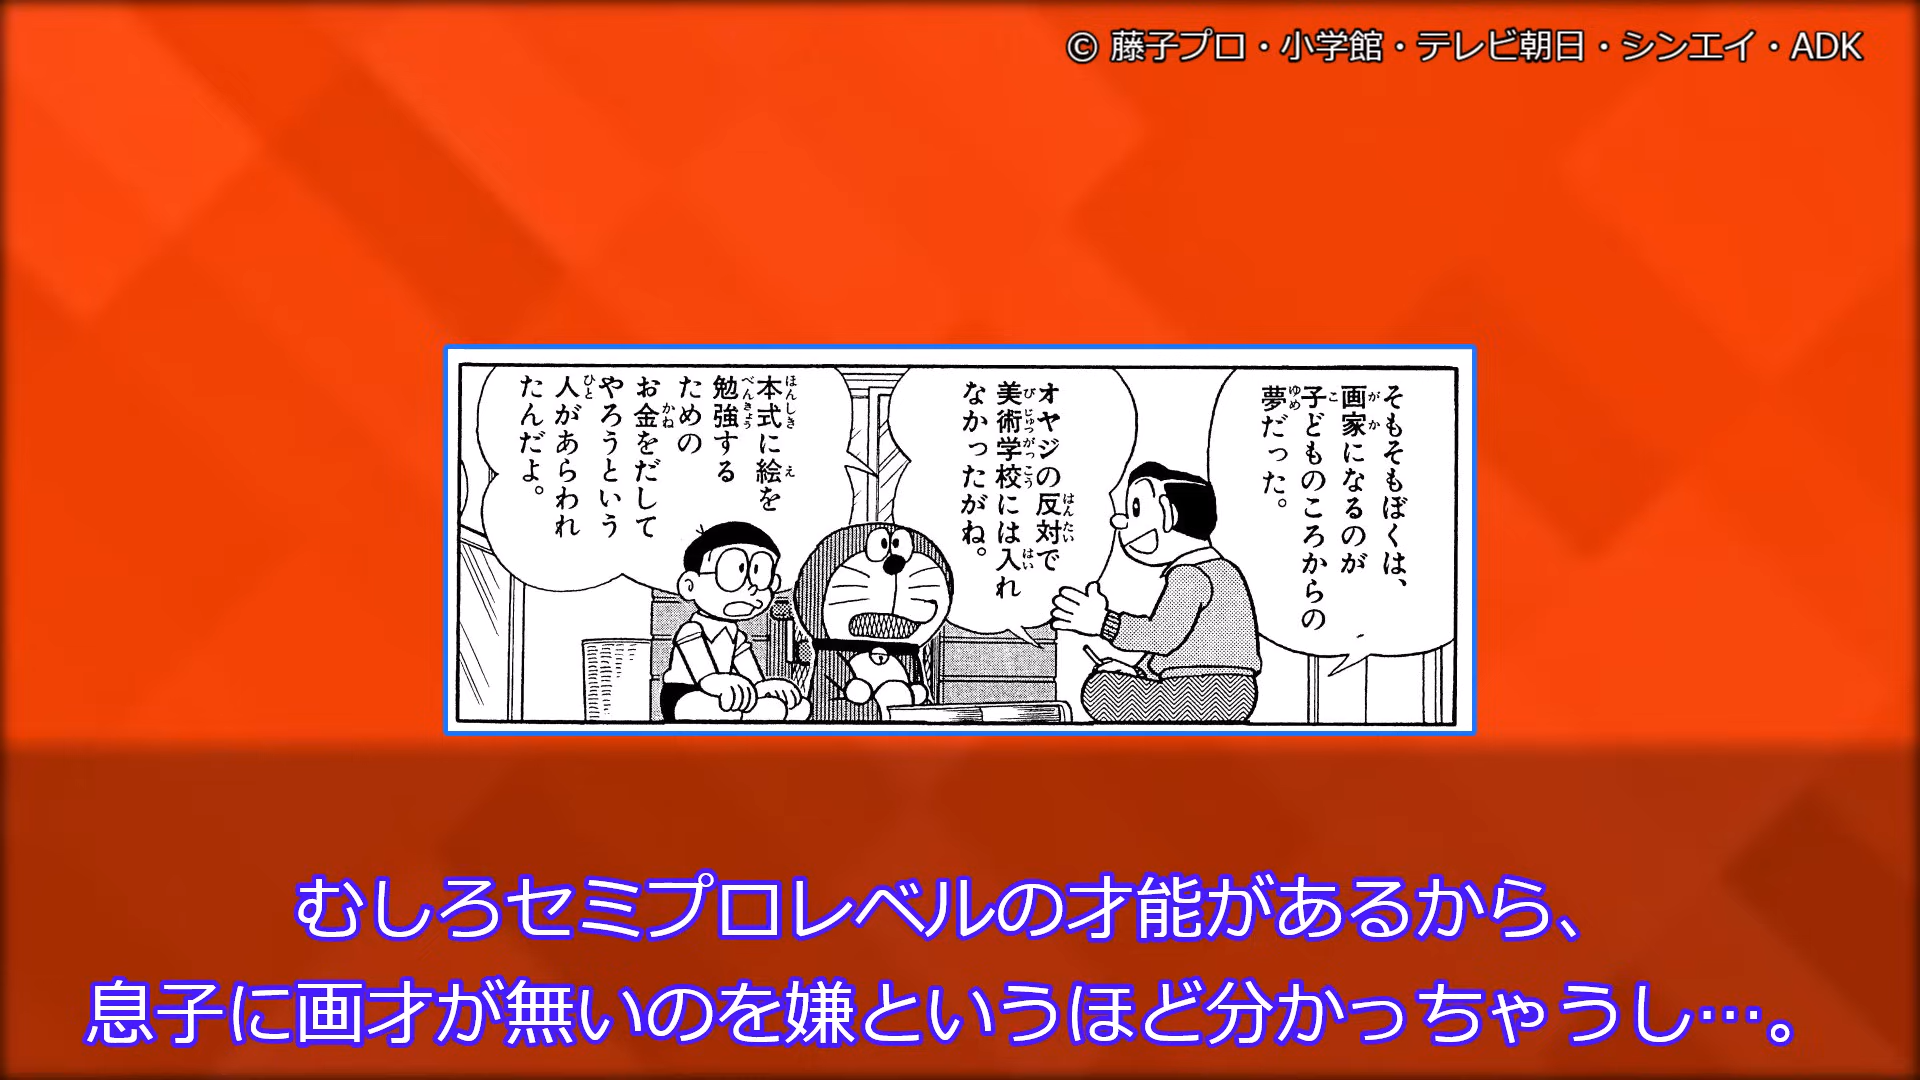 © 藤子プロ・小学館・テレビ朝日・シンエイ・ADK
そもそもぼくは、
画家になるのが
子どものころからの
夢だった。
オヤジの反対で
美術学校には入れ
なかったがね。
本式に絵を
勉強する
ための
お金をだして
やろうという
人があらわれ
たんだよ。
むしろセミプロレベルの才能があるから、
息子に画才が無いのを嫌というほど分かっちゃうし…。